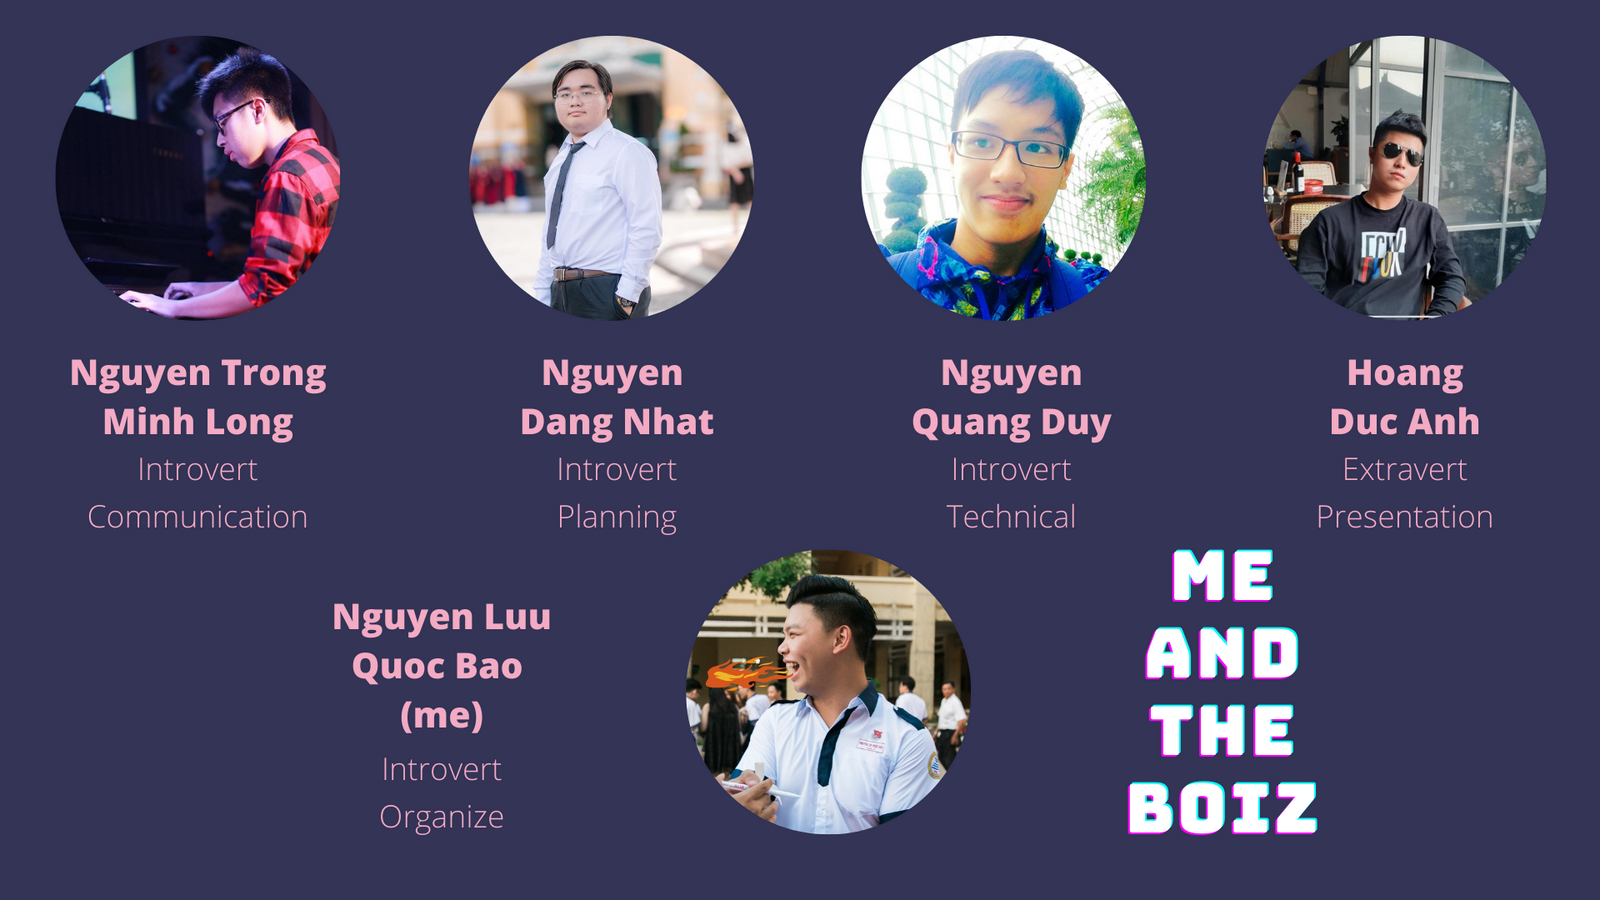 Nguyen Trong
Minh Long
Introvert
Communication
Nguyen
Dang Nhat
Introvert
Planning
Nguyen
Quang Duy
Introvert
Technical
Hoang
Duc Anh
Extravert
Presentation
Nguyen Luu
Quoc Bao
(me)
Introvert
Organize
ME
AND
THE
BOIZ